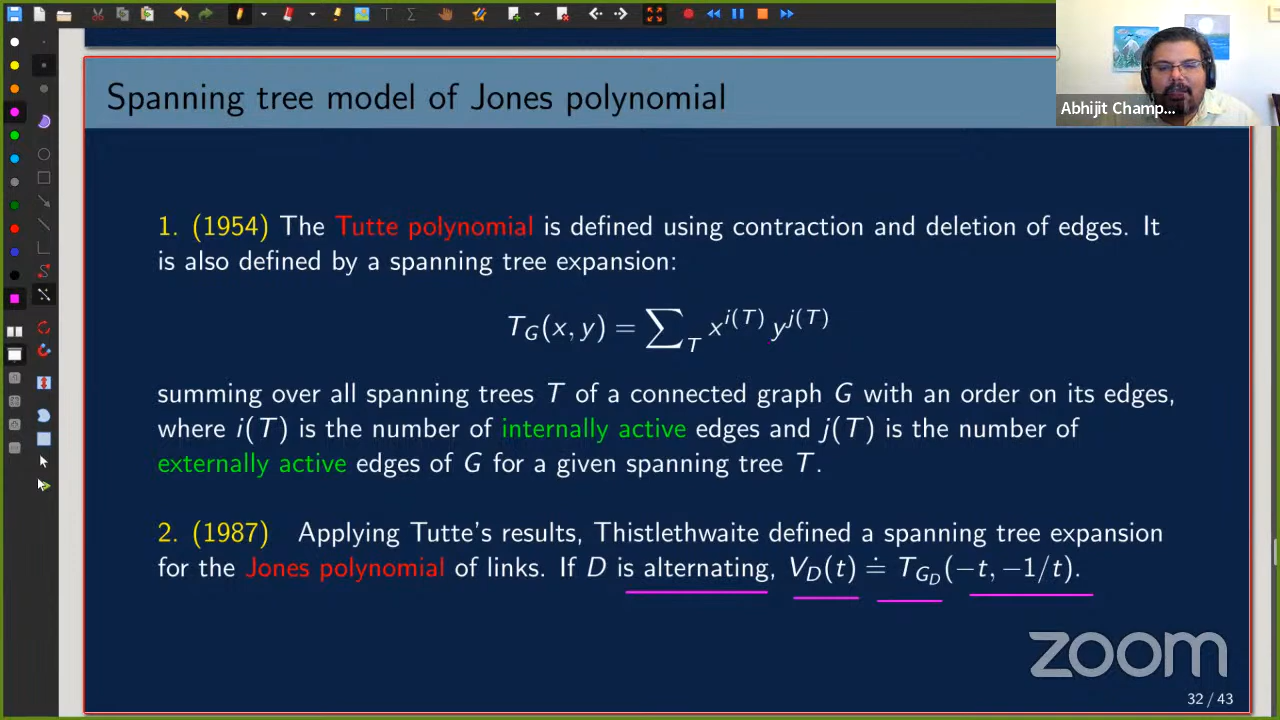 Spanning tree model of Jones polynomial
Abhijit Champ...
1. (1954) The Tutte polynomial is defined using contraction and deletion of edges. It
is also defined by a spanning tree expansion:
T_G(x, y) = ∑_T x^{i(T)} y^{j(T)}
summing over all spanning trees T of a connected graph G with an order on its edges,
where i(T) is the number of internally active edges and j(T) is the number of
externally active edges of G for a given spanning tree T.
2. (1987) Applying Tutte's results, Thistlethwaite defined a spanning tree expansion
for the Jones polynomial of links. If D is alternating, V_D(t) ≐ T_{G_D}(−t, −1/t).
zoom
32 / 43